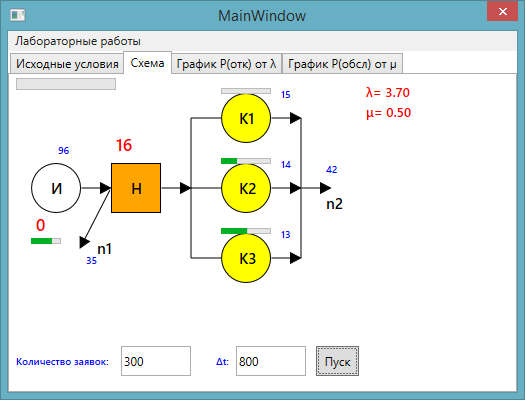 MainWindow
Лабораторные работы
Исходные условия Схема График P(отк) от λ График P(обсл) от μ
15
λ= 3.70
К1
μ= 0.50
96
16
14
42
И
Н
К2
n2
0
13
n1
35
К3
Количество заявок: 300 Δt: 800 Пуск